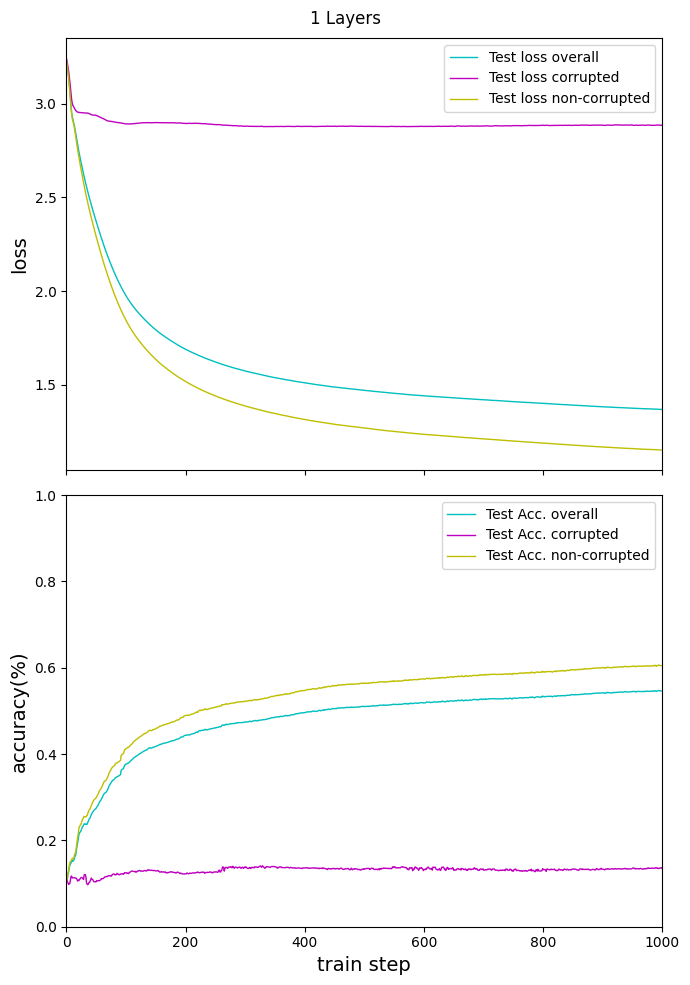 1 Layers
Test loss overall
Test loss corrupted
Test loss non-corrupted
3.0
2.5
2.0
1.5
loss
Test Acc. overall
Test Acc. corrupted
Test Acc. non-corrupted
1.0
0.8
0.6
0.4
0.2
0.0
accuracy(%)
0 200 400 600 800 1000
train step